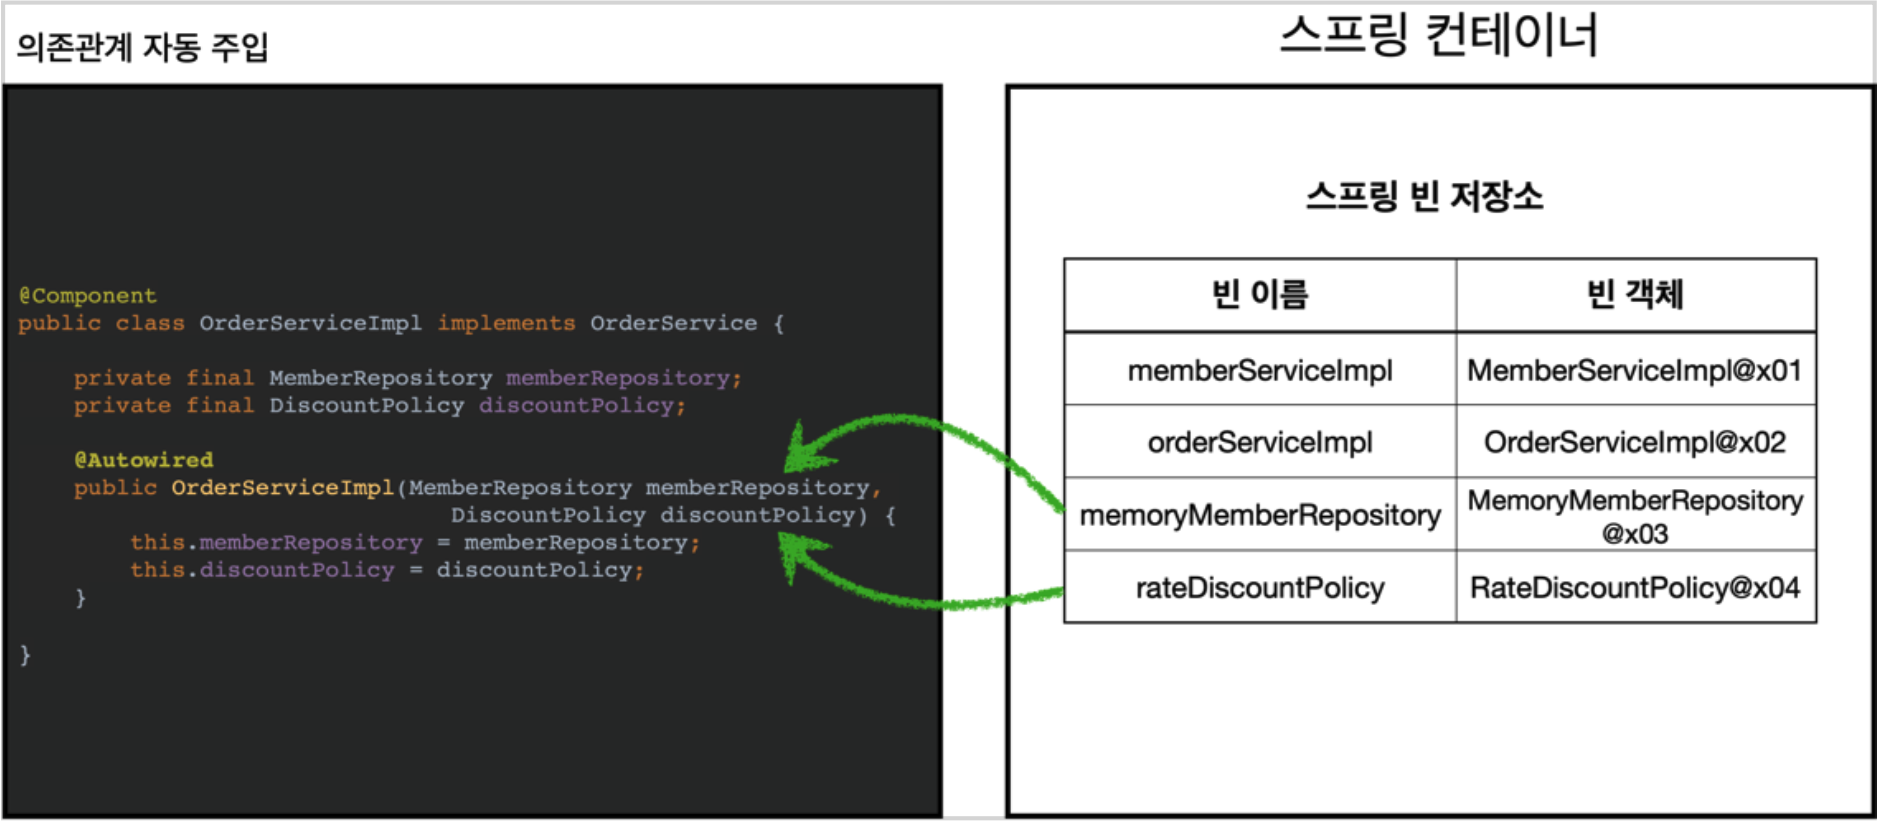 의존관계 자동 주입
@Component
public class OrderServiceImpl implements OrderService {
private final MemberRepository memberRepository;
private final DiscountPolicy discountPolicy;
@Autowired
public OrderServiceImpl(MemberRepository memberRepository,
DiscountPolicy discountPolicy) {
this.memberRepository = memberRepository;
this.discountPolicy = discountPolicy;
}
}
스프링 컨테이너
스프링 빈 저장소
빈 이름 빈 객체
memberServiceImpl MemberServiceImpl@x01
orderServiceImpl OrderServiceImpl@x02
memoryMemberRepository MemoryMemberRepository
@x03
rateDiscountPolicy RateDiscountPolicy@x04